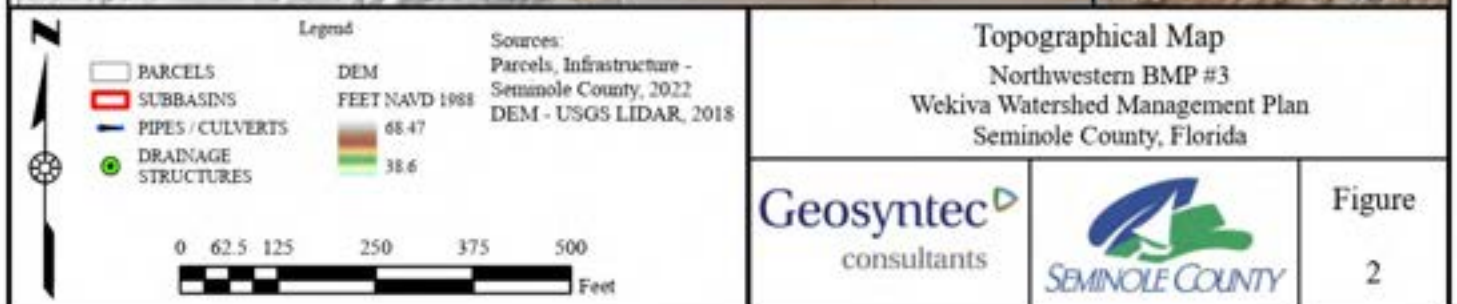 N
Legend
PARCELS
SUBBASINS
PIPES / CULVERTS
DRAINAGE
STRUCTURES
DEM
FEET NAVD 1988
68.47
38.6
Sources:
Parcels, Infrastructure -
Seminole County, 2022
DEM - USGS LIDAR, 2018
0 62.5 125 250 375 500
Feet
Topographical Map
Northwestern BMP #3
Wekiva Watershed Management Plan
Seminole County, Florida
Geosyntec
consultants
SEMINOLE COUNTY
Figure
2